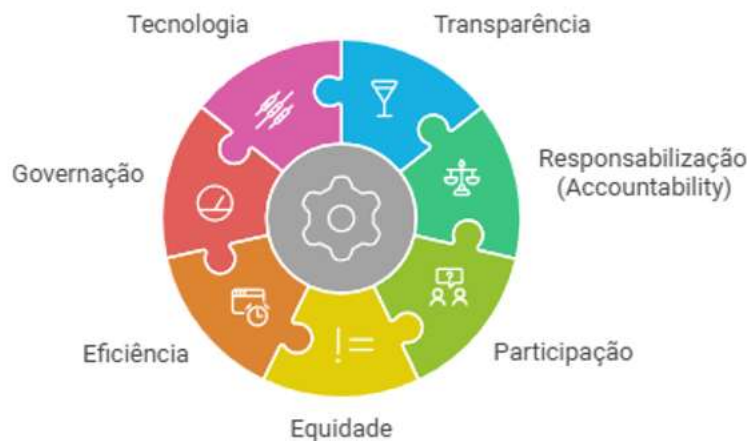 Tecnologia
Transparência
Governação
Responsabilização
(Accountability)
Eficiência
Participação
Equidade